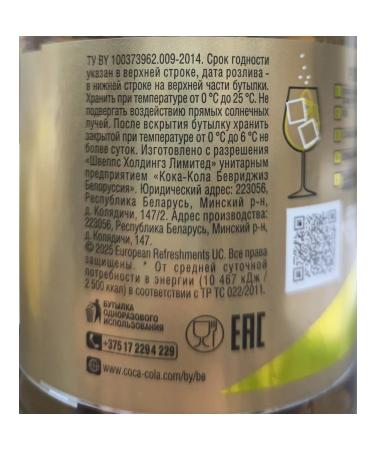 ТУ BY 100373962.009-2014. Срок годности
указан в верхней строке, дата розлива -
в нижней строке на верхней части бутылки.
Хранить при температуре от 0 °С до 25 °С. Не
подвергать воздействию прямых солнечных
лучей. После вскрытия бутылку хранить
закрытой при температуре от 0 °С до 6 °С не
более суток. Изготовлено с разрешения
«Швеппс Холдингз Лимитед» унитарным
предприятием «Кока-Кола Бевриджиз
Белоруссия». Юридический адрес: 223056,
Республика Беларусь, Минский р-н,
д. Колядичи, 147/2. Адрес производства:
223056, Республика Беларусь, Минский р-н,
д. Колядичи, 147.
© 2025 European Refreshments UC. Все права
защищены. * От средней суточной
потребности в энергии (10 467 кДж /
2 500 ккал) в соответствии с ТР ТС 022/2011.
БУТЫЛКА
ОДНОРАЗОВОГО
ИСПОЛЬЗОВАНИЯ
+375 17 2294 229
www.coca-cola.com/by/be
EAC